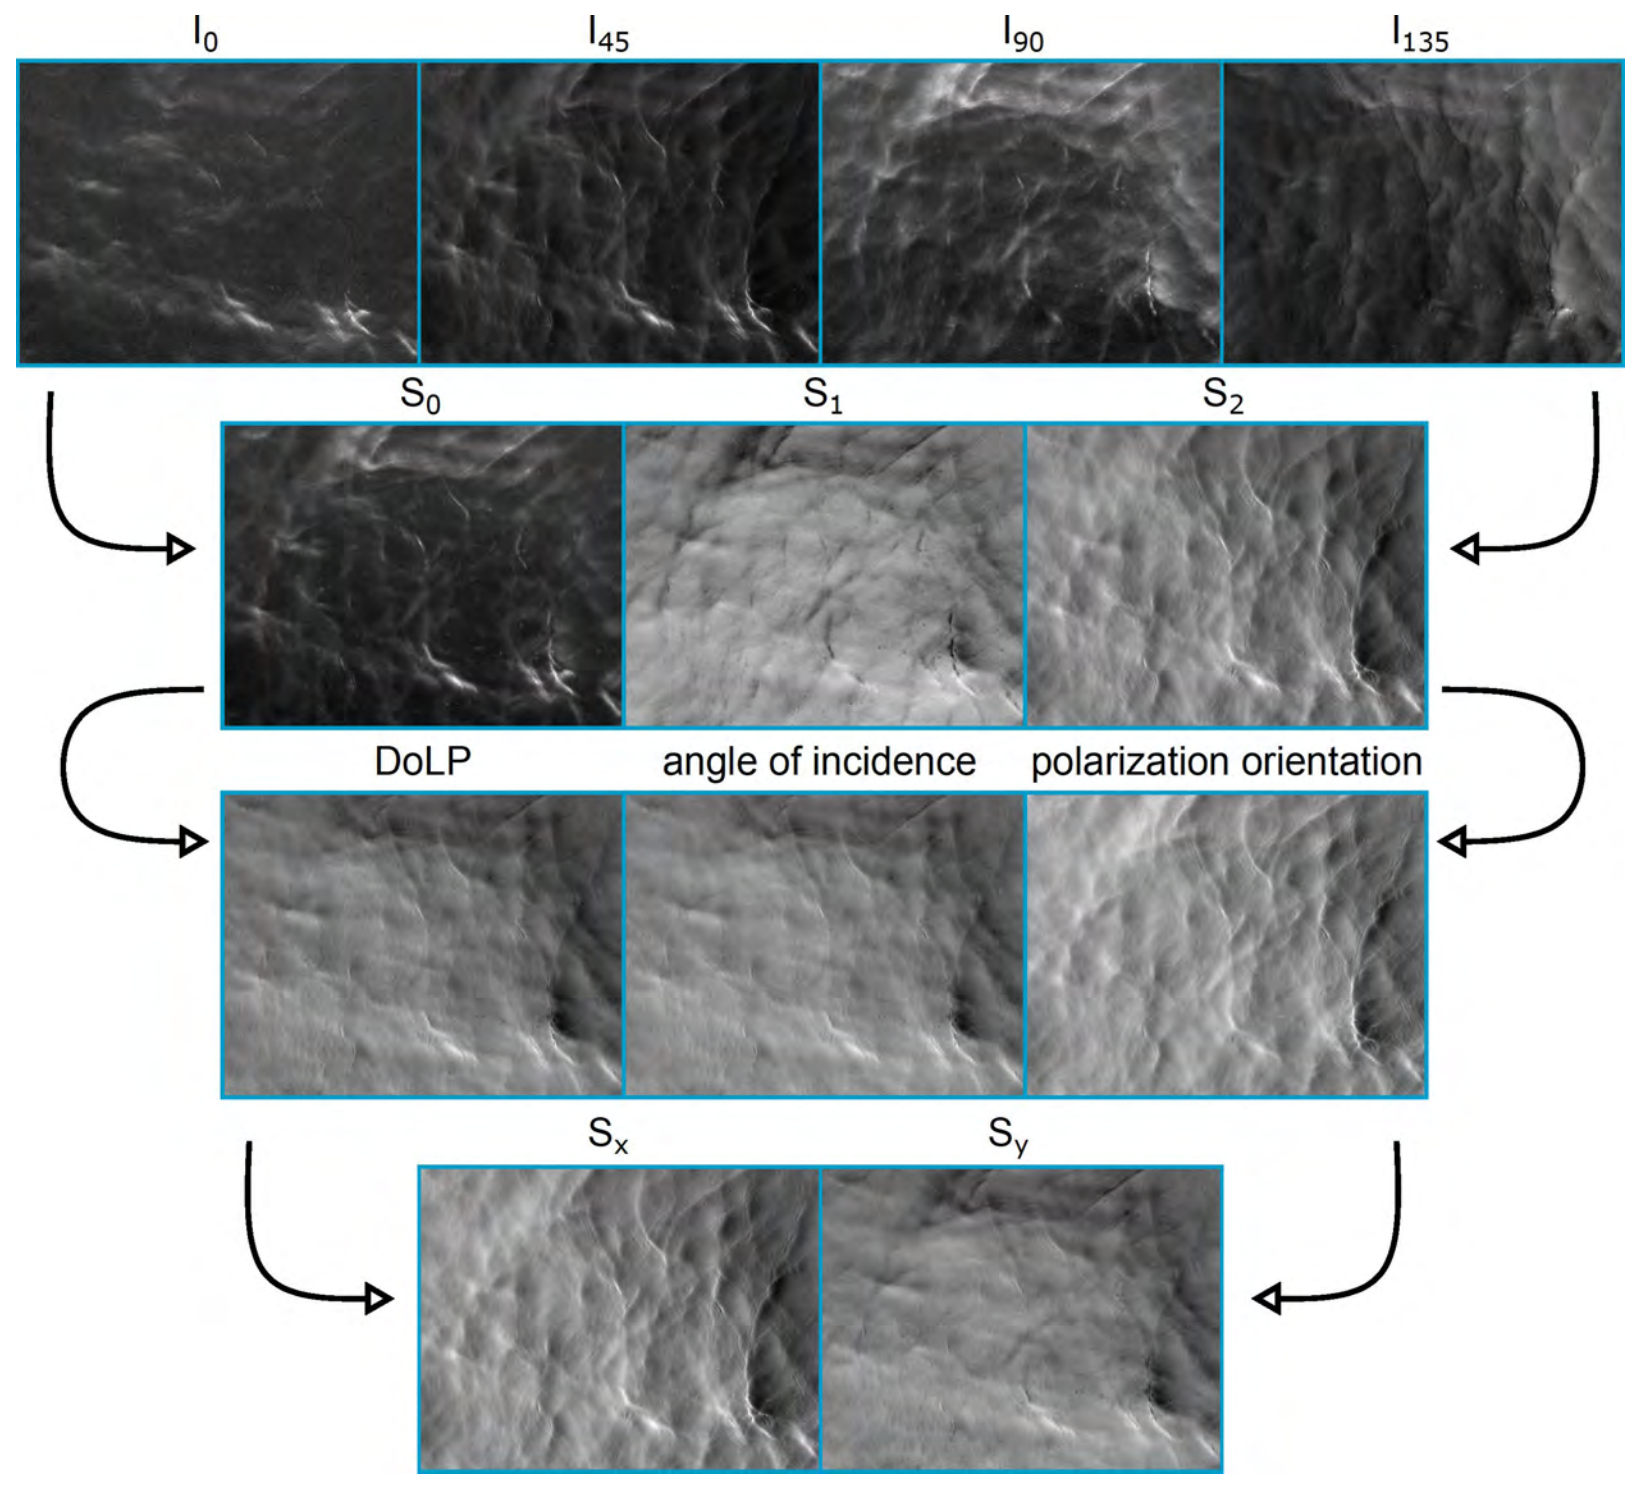 I0 I45 I90 I135
S0 S1 S2
DoLP angle of incidence polarization orientation
Sx Sy